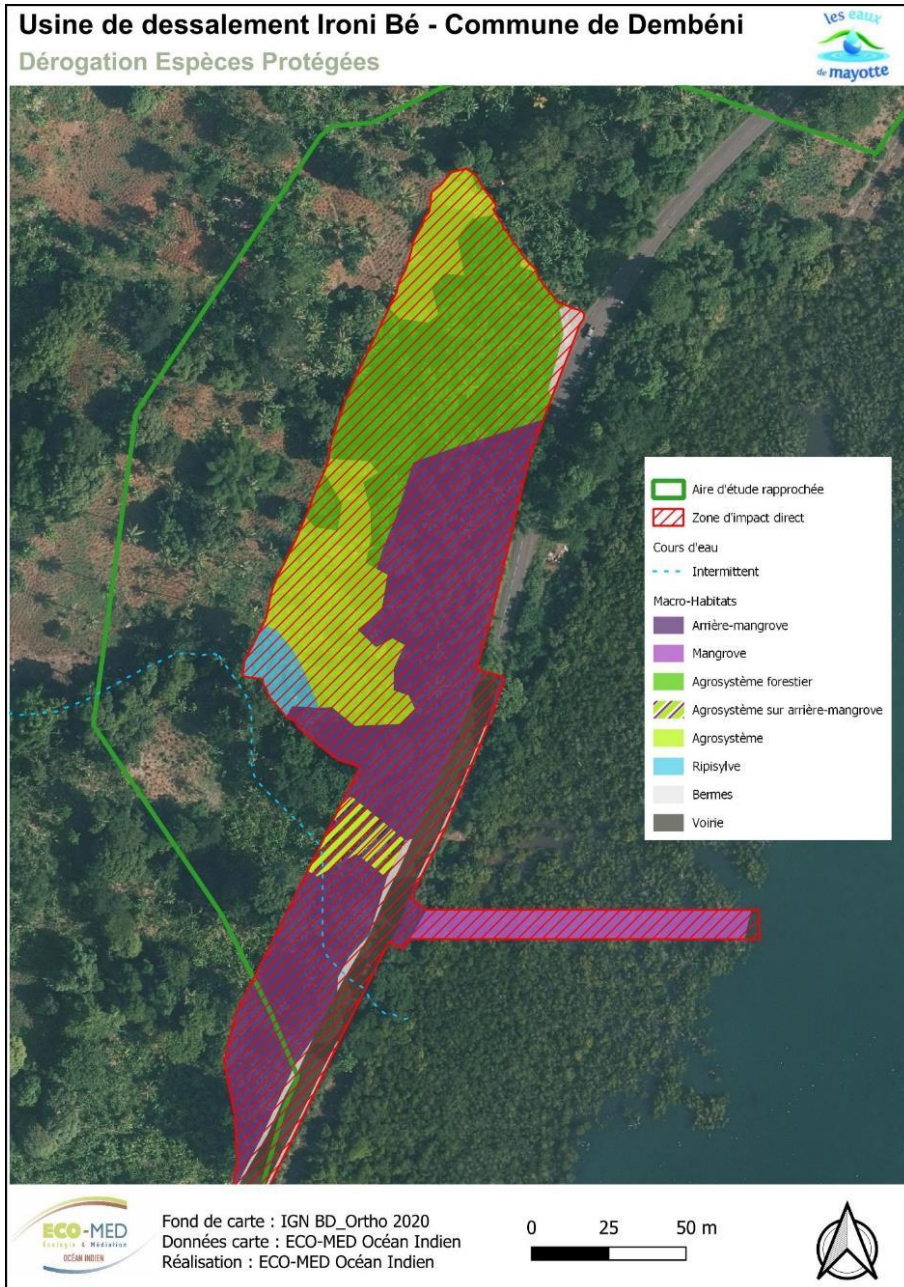 Usine de dessalement Ironi Bé - Commune de Dembéni
Dérogation Espèces Protégées
les eaux
de mayotte
Aire d'étude rapprochée
Zone d'impact direct
Cours d'eau
Intermittent
Macro-Habitats
Arrière-mangrove
Mangrove
Agrosystème forestier
Agrosystème sur arrière-mangrove
Agrosystème
Ripisylve
Bermes
Voirie
ECO-MED
Écologie & Médiation
OCÉAN INDIEN
Fond de carte : IGN BD_Ortho 2020
Données carte : ECO-MED Océan Indien
Réalisation : ECO-MED Océan Indien
0 25 50 m